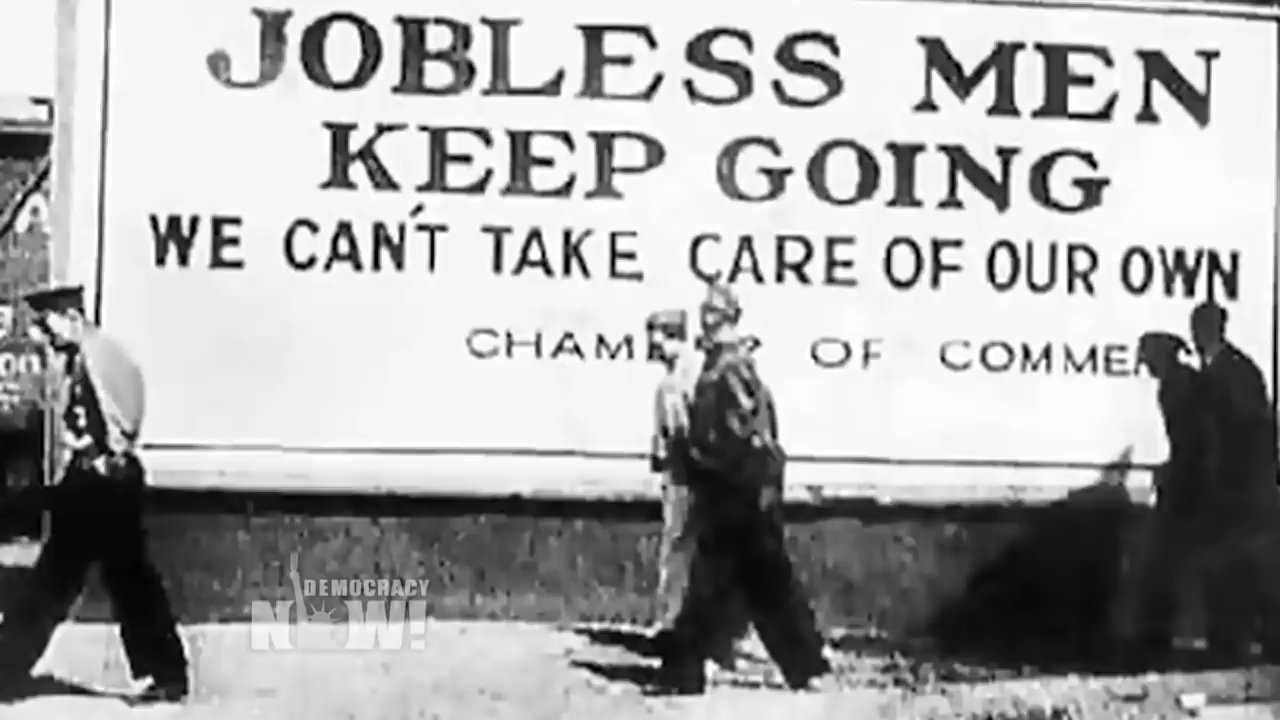 JOBLESS MEN
KEEP GOING
WE CAN'T TAKE CARE OF OUR OWN
OF
DEMOCRACY
NOW!